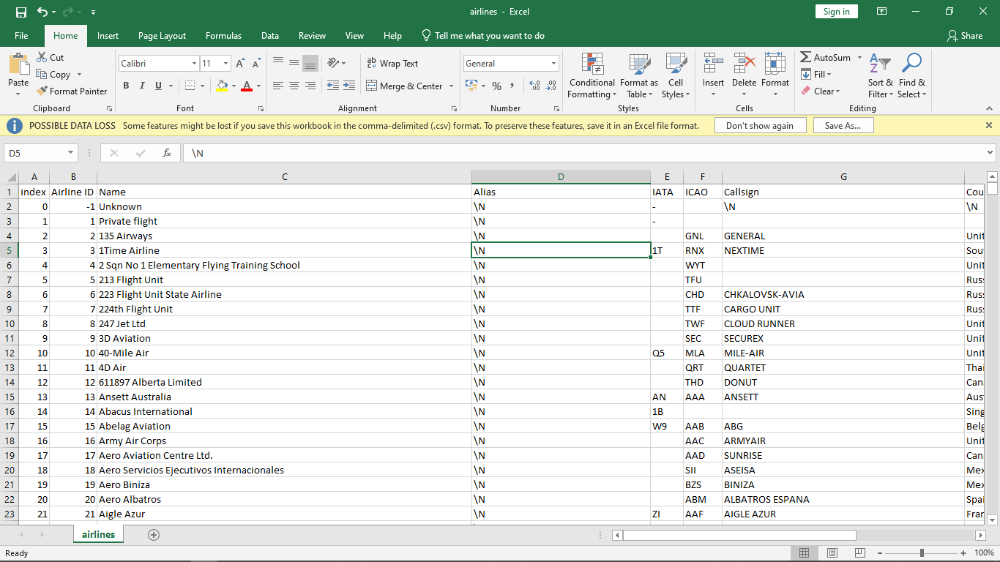 airlines - Excel
Sign in
File Home Insert Page Layout Formulas Data Review View Help Tell me what you want to do Share
Paste Cut Copy Format Painter Clipboard
Calibri 11 B I U A Font
Wrap Text Merge & Center Alignment
General % Number
Conditional Formatting Format as Table Cell Styles Styles
Insert Delete Format Cells
AutoSum Fill Clear Sort & Filter Find & Select Editing
POSSIBLE DATA LOSS Some features might be lost if you save this workbook in the comma-delimited (.csv) format. To preserve these features, save it in an Excel file format. Don't show again Save As...
D5 fx \N
A B C D E F G
1 index Airline ID Name Alias IATA ICAO Callsign Cou
2 0 -1 Unknown \N - \N \N
3 1 1 Private flight \N -
4 2 2 135 Airways \N GNL GENERAL Unit
5 3 3 1Time Airline \N 1T RNX NEXTIME Sout
6 4 4 2 Sqn No 1 Elementary Flying Training School \N WYT Unit
7 5 5 213 Flight Unit \N TFU Russ
8 6 6 223 Flight Unit State Airline \N CHD CHKALOVSK-AVIA Russ
9 7 7 224th Flight Unit \N TTF CARGO UNIT Russ
10 8 8 247 Jet Ltd \N TWF CLOUD RUNNER Unit
11 9 9 3D Aviation \N SEC SECUREX Unit
12 10 10 40-Mile Air \N Q5 MLA MILE-AIR Unit
13 11 11 4D Air \N QRT QUARTET Thai
14 12 12 611897 Alberta Limited \N THD DONUT Can
15 13 13 Ansett Australia \N AN AAA ANSETT Aus
16 14 14 Abacus International \N 1B Sing
17 15 15 Abelag Aviation \N W9 AAB ABG Belg
18 16 16 Army Air Corps \N AAC ARMYAIR Unit
19 17 17 Aero Aviation Centre Ltd. \N AAD SUNRISE Can
20 18 18 Aero Servicios Ejecutivos Internacionales \N SII ASEISA Mex
21 19 19 Aero Biniza \N BZS BINIZA Mex
22 20 20 Aero Albatros \N ABM ALBATROS ESPANA Spai
23 21 21 Aigle Azur \N ZI AAF AIGLE AZUR Fran
airlines
Ready 100%